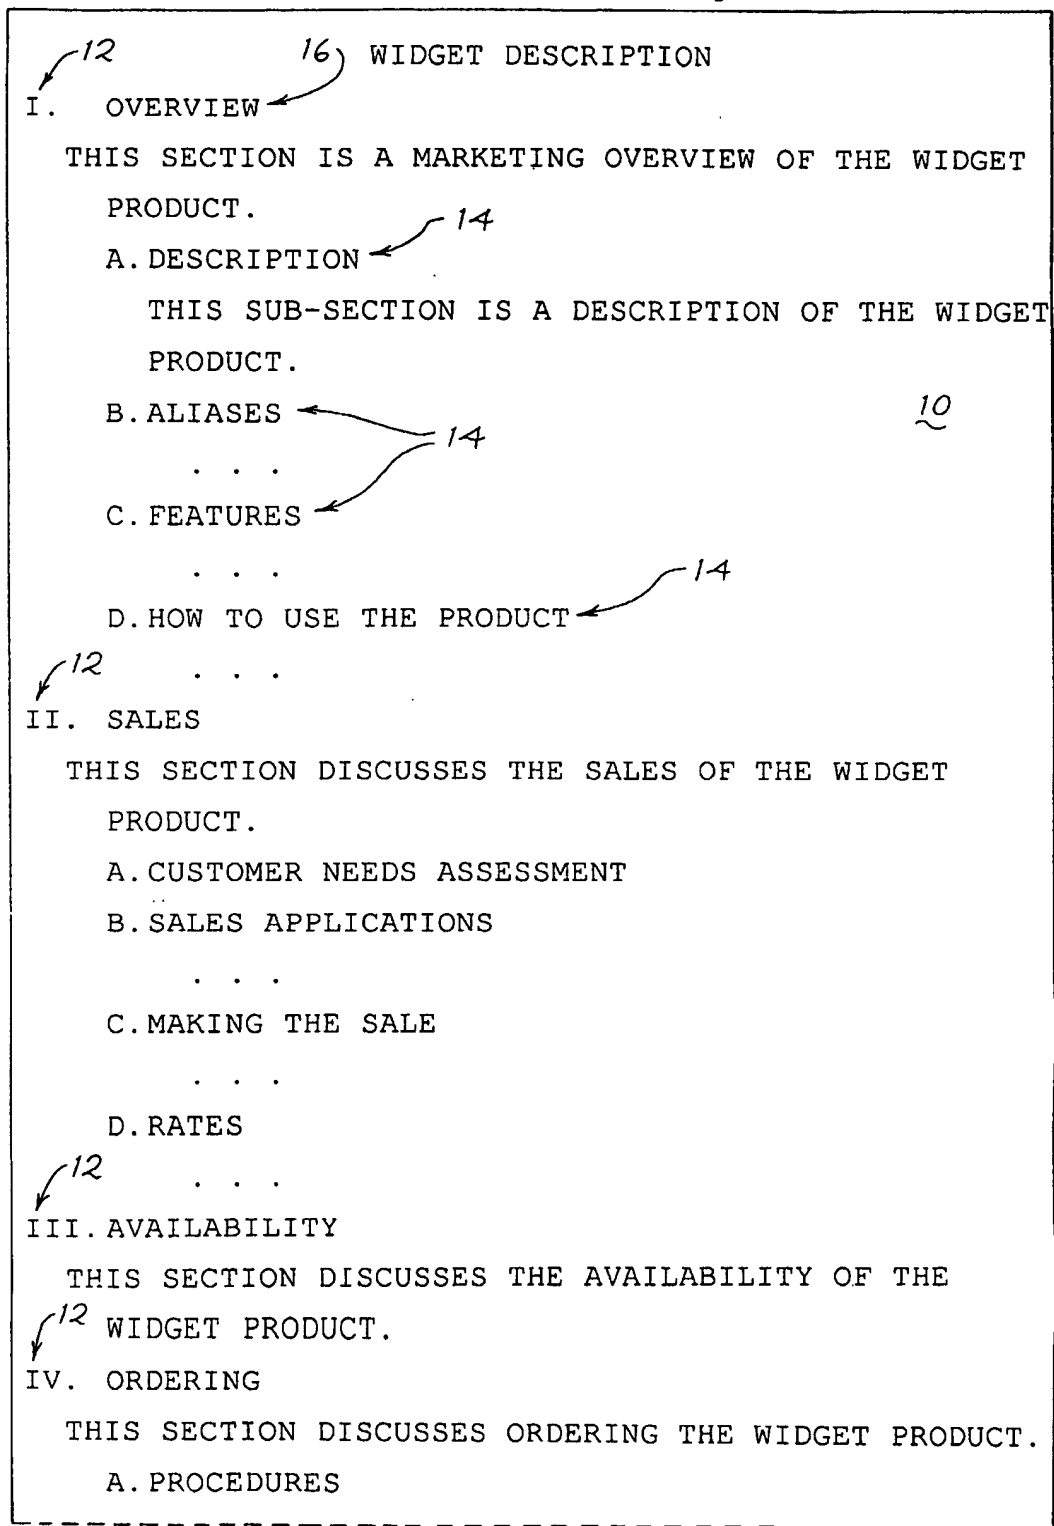 12 16 WIDGET DESCRIPTION
I. OVERVIEW
THIS SECTION IS A MARKETING OVERVIEW OF THE WIDGET
PRODUCT.
14
A. DESCRIPTION
THIS SUB-SECTION IS A DESCRIPTION OF THE WIDGET
PRODUCT.
B. ALIASES 10
14
. . .
C. FEATURES
. . .
14
D. HOW TO USE THE PRODUCT
12 . . .
II. SALES
THIS SECTION DISCUSSES THE SALES OF THE WIDGET
PRODUCT.
A. CUSTOMER NEEDS ASSESSMENT
B. SALES APPLICATIONS
. . .
C. MAKING THE SALE
. . .
D. RATES
12 . . .
III. AVAILABILITY
THIS SECTION DISCUSSES THE AVAILABILITY OF THE
12 WIDGET PRODUCT.
IV. ORDERING
THIS SECTION DISCUSSES ORDERING THE WIDGET PRODUCT.
A. PROCEDURES